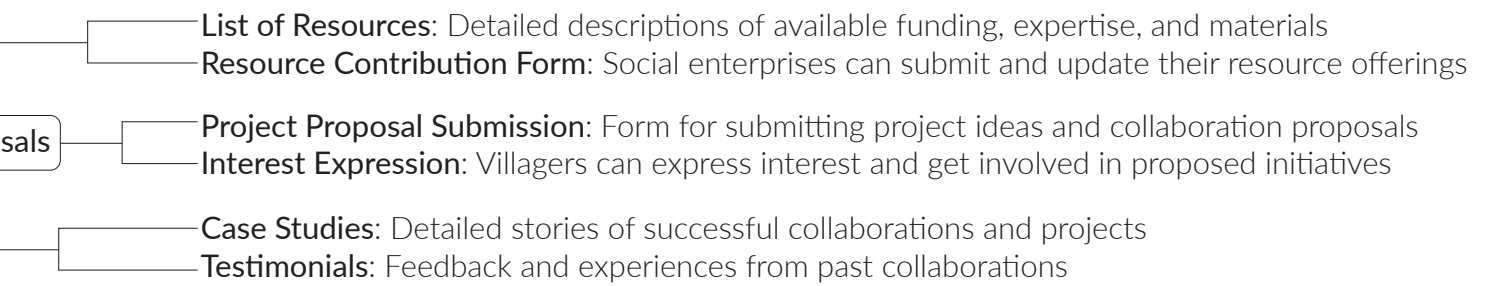 List of Resources: Detailed descriptions of available funding, expertise, and materials
Resource Contribution Form: Social enterprises can submit and update their resource offerings
Project Proposal Submission: Form for submitting project ideas and collaboration proposals
sals
Interest Expression: Villagers can express interest and get involved in proposed initiatives
Case Studies: Detailed stories of successful collaborations and projects
Testimonials: Feedback and experiences from past collaborations